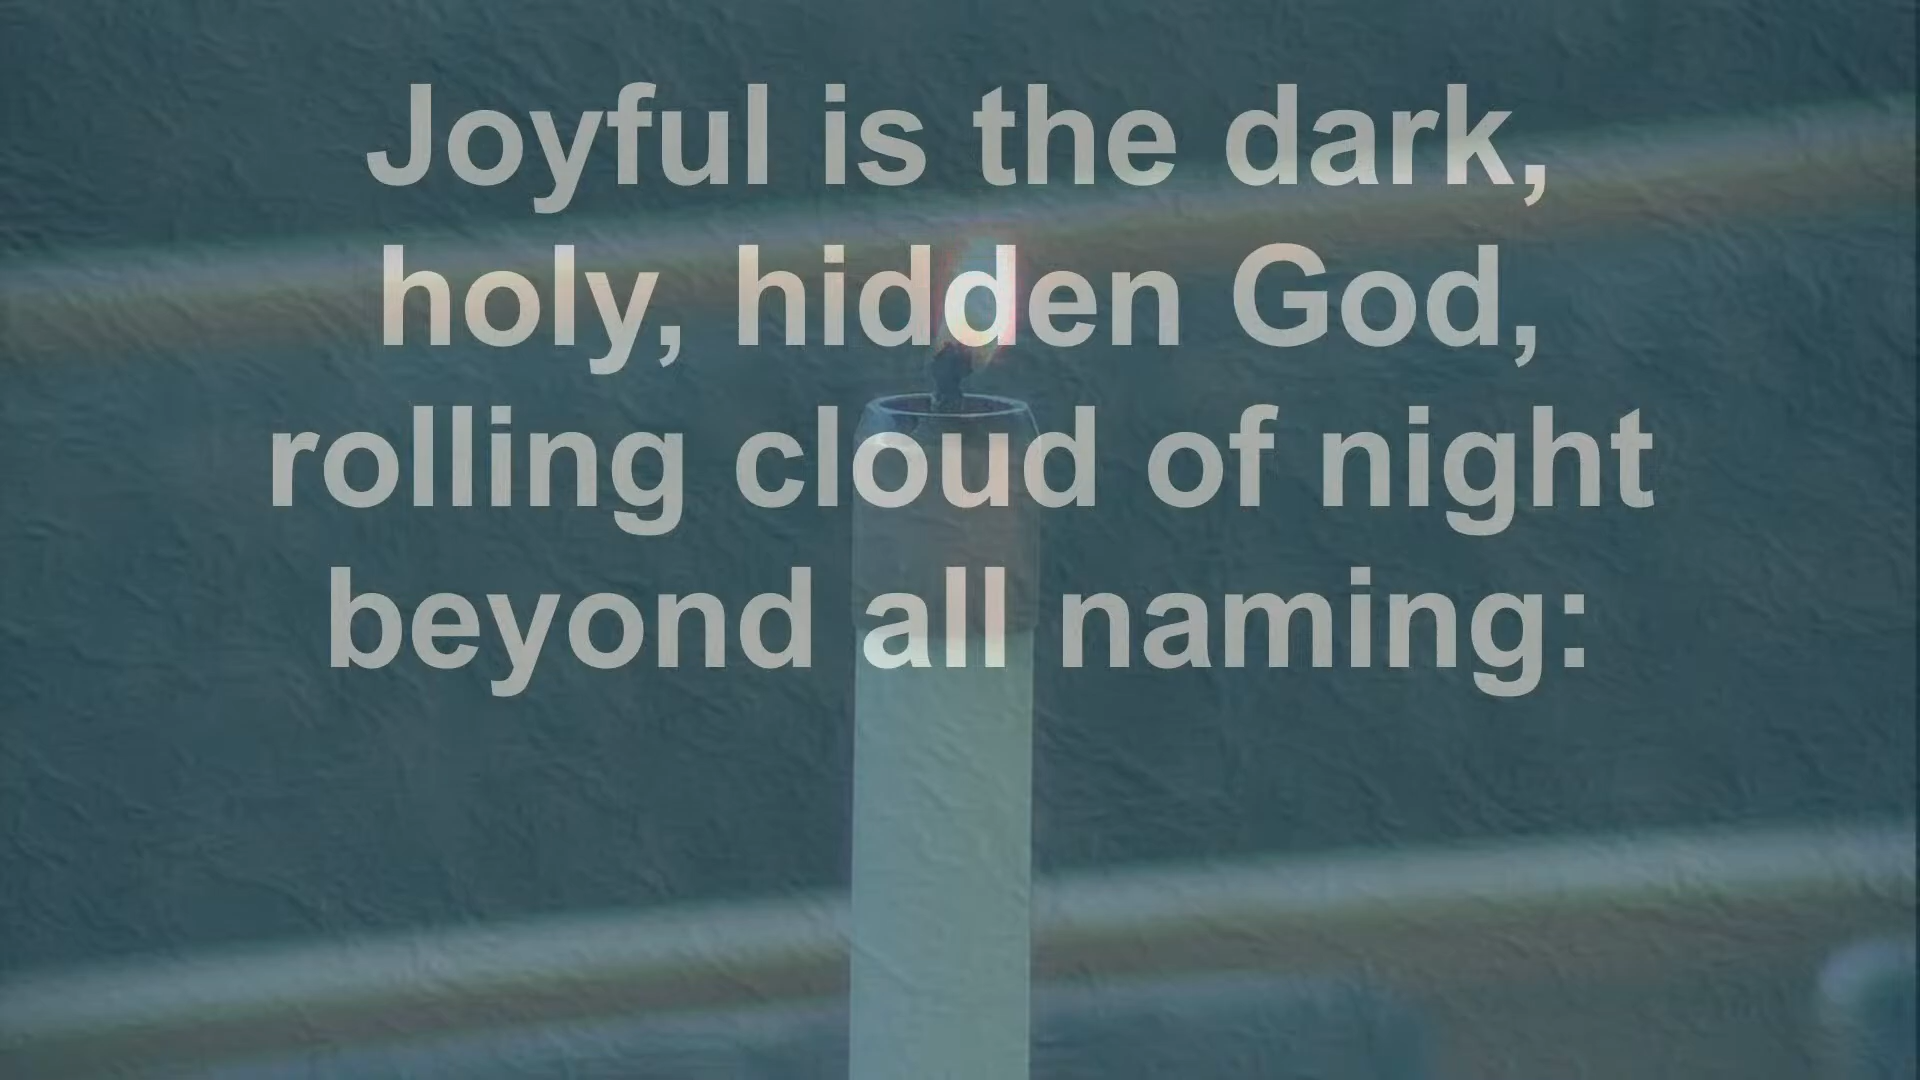 Joyful is the dark,
holy, hidden God,
rolling cloud of night
beyond all naming: